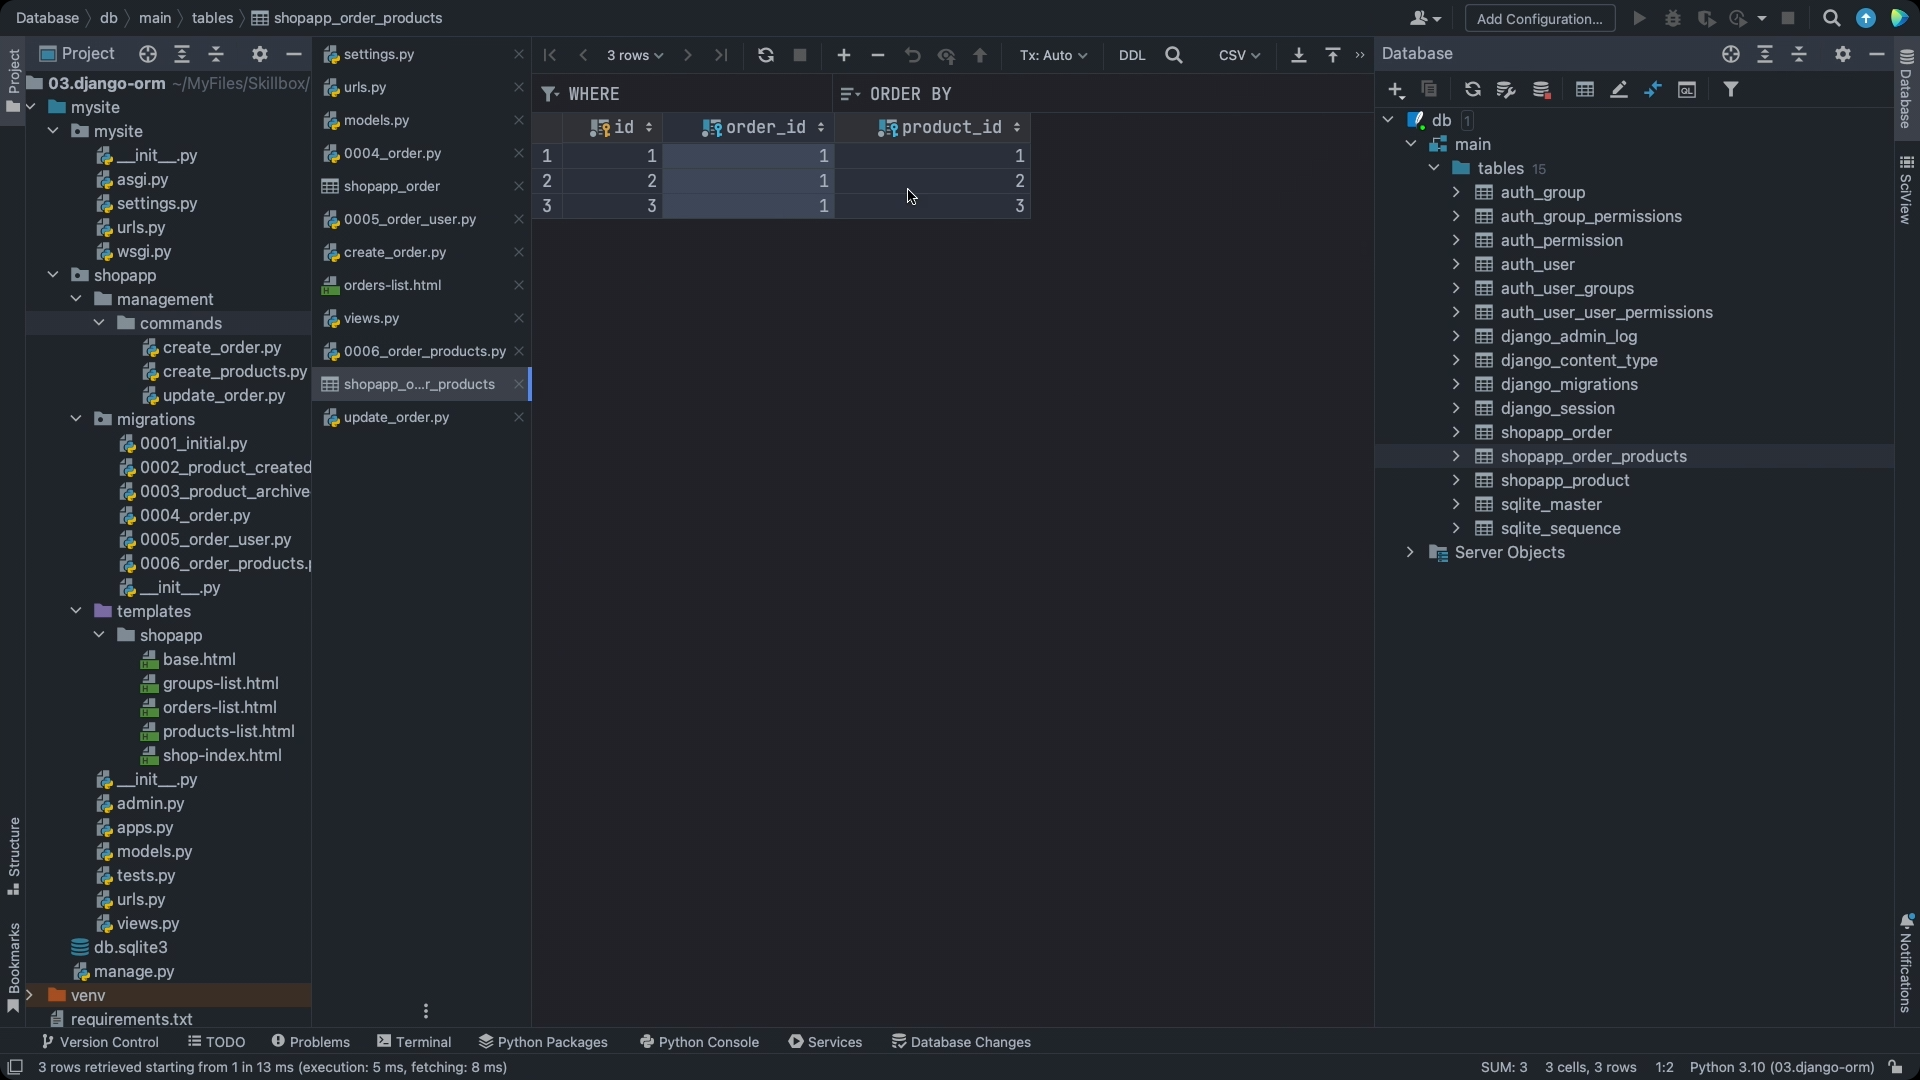 Database > db > main > tables > shopapp_order_products
Add Configuration...
Project
3 rows
Tx: Auto
DDL
CSV
Database
03.django-orm ~/MyFiles/Skillbox/
mysite
mysite
__init__.py
asgi.py
settings.py
urls.py
wsgi.py
shopapp
management
commands
create_order.py
create_products.py
update_order.py
migrations
0001_initial.py
0002_product_created
0003_product_archive
0004_order.py
0005_order_user.py
0006_order_products.
__init__.py
templates
shopapp
base.html
groups-list.html
orders-list.html
products-list.html
shop-index.html
__init__.py
admin.py
apps.py
models.py
tests.py
urls.py
views.py
db.sqlite3
manage.py
venv
requirements.txt
settings.py
urls.py
models.py
0004_order.py
shopapp_order
0005_order_user.py
create_order.py
orders-list.html
views.py
0006_order_products.py
shopapp_o...r_products
update_order.py
WHERE
ORDER BY
id order_id product_id
1 1 1 1
2 2 1 2
3 3 1 3
db 1
main
tables 15
auth_group
auth_group_permissions
auth_permission
auth_user
auth_user_groups
auth_user_user_permissions
django_admin_log
django_content_type
django_migrations
django_session
shopapp_order
shopapp_order_products
shopapp_product
sqlite_master
sqlite_sequence
Server Objects
Project
Structure
Bookmarks
Database
SciView
Notifications
Version Control
TODO
Problems
Terminal
Python Packages
Python Console
Services
Database Changes
3 rows retrieved starting from 1 in 13 ms (execution: 5 ms, fetching: 8 ms)
SUM: 3 3 cells, 3 rows 1:2 Python 3.10 (03.django-orm)